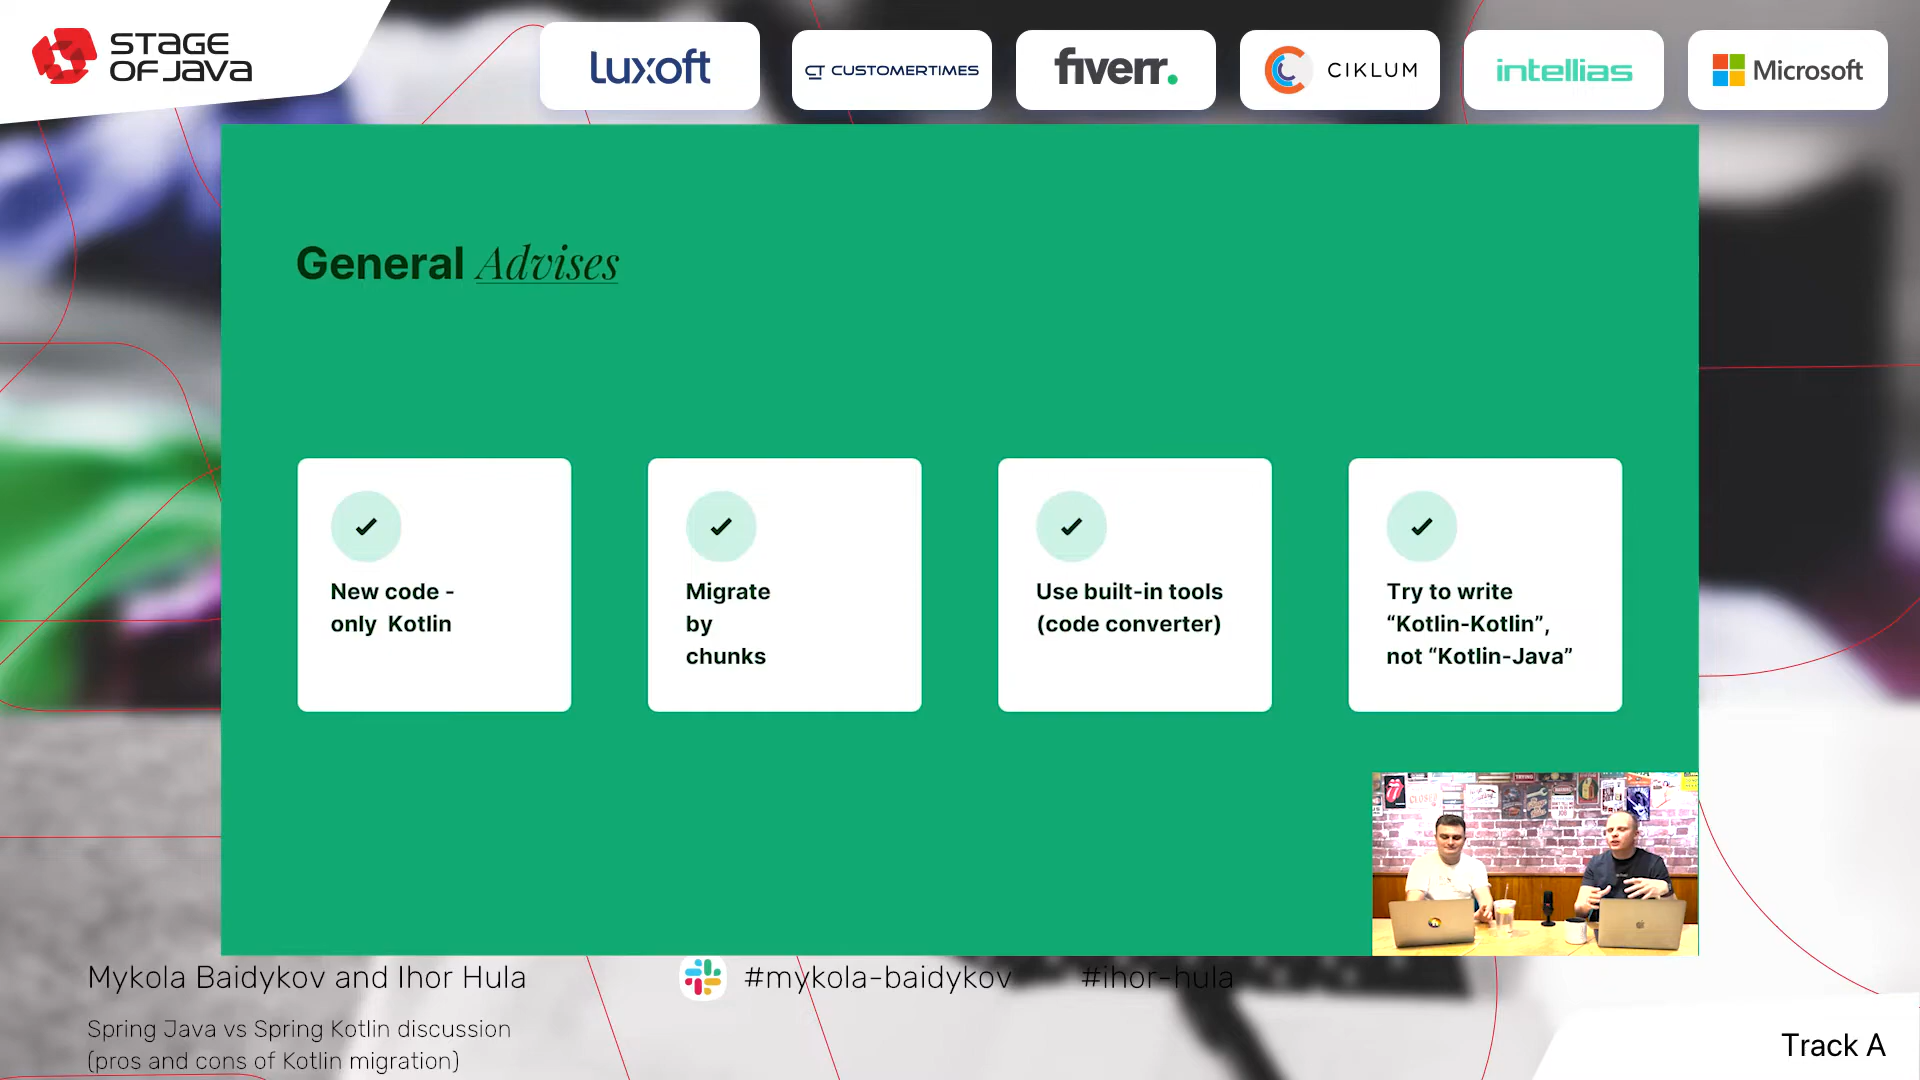 STAGE
OF JAVA
luxoft
CT CUSTOMERTIMES
fiverr.
CIKLUM
intellias
Microsoft
General Advises
New code -
only Kotlin
Migrate
by
chunks
Use built-in tools
(code converter)
Try to write
“Kotlin-Kotlin”,
not “Kotlin-Java”
Mykola Baidykov and Ihor Hula
#mykola-baidykov
#ihor-hula
Spring Java vs Spring Kotlin discussion
(pros and cons of Kotlin migration)
Track A